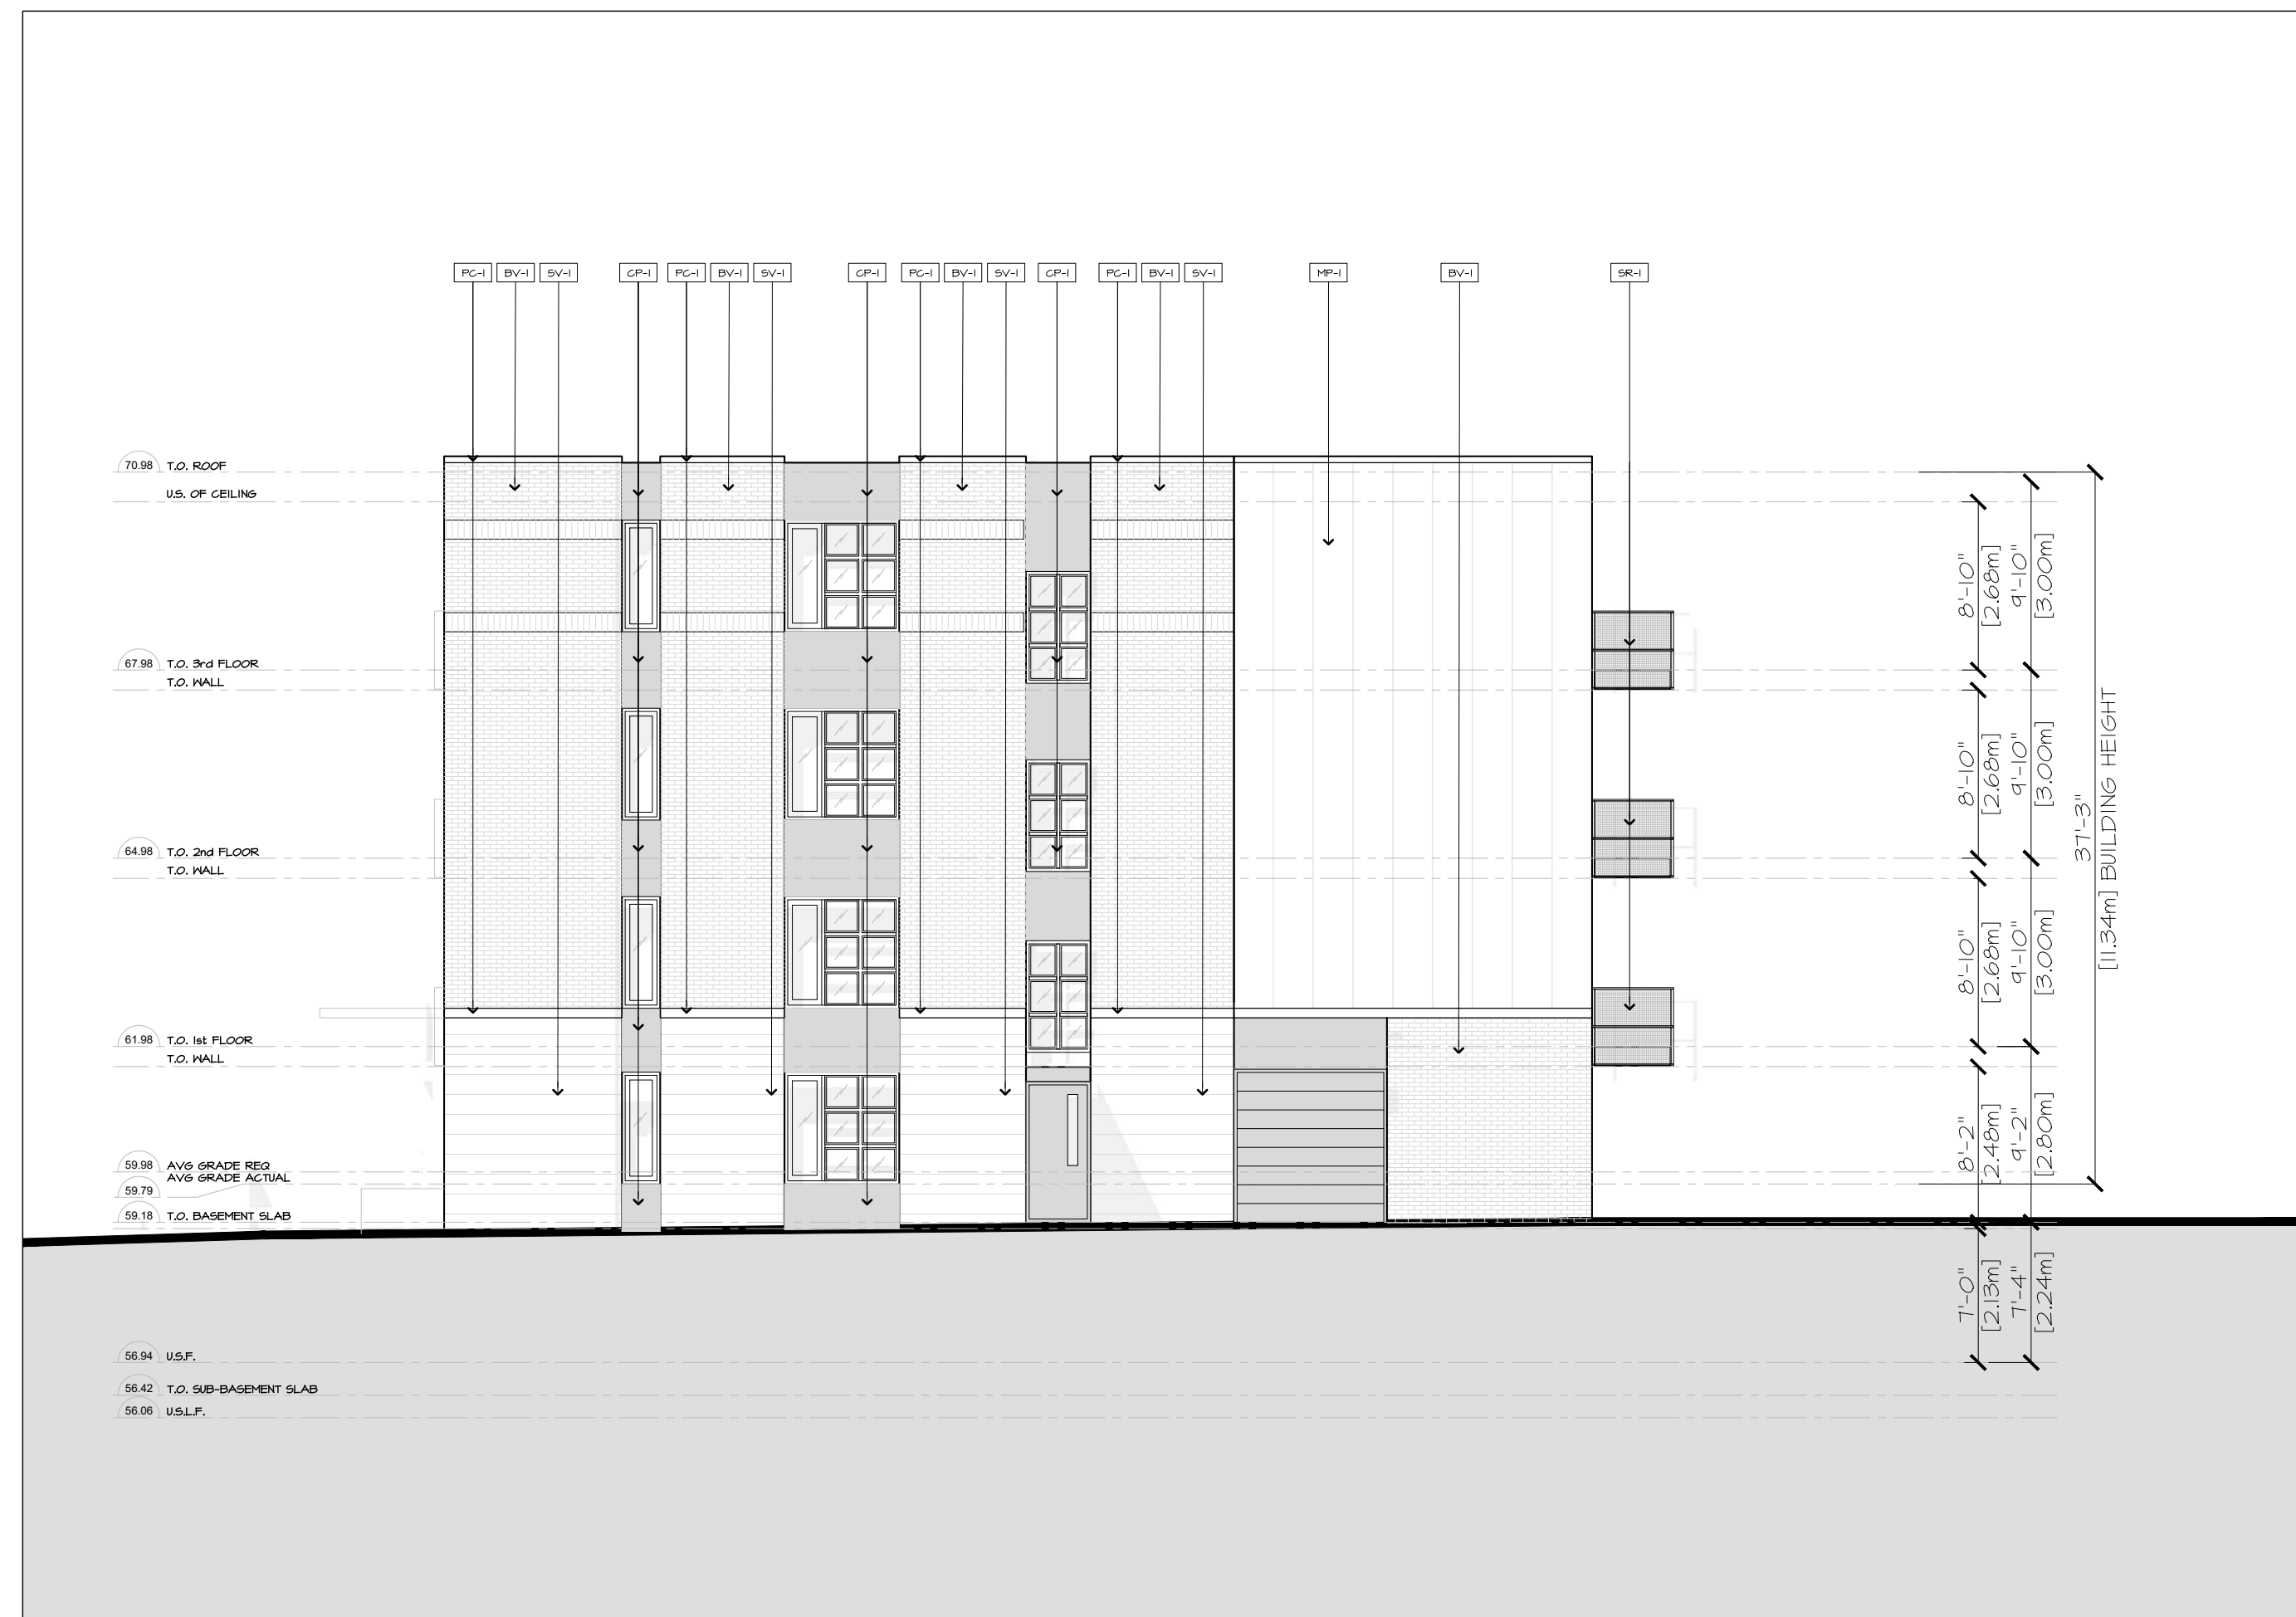 PC-1 BV-1 SV-1 CP-1 PC-1 BV-1 SV-1 CP-1 PC-1 BV-1 SV-1 CP-1 PC-1 BV-1 SV-1 MP-1 BV-1 SR-1
70.98 T.O. ROOF
U.S. OF CEILING
67.98 T.O. 3rd FLOOR
T.O. WALL
64.98 T.O. 2nd FLOOR
T.O. WALL
61.98 T.O. 1st FLOOR
T.O. WALL
59.98 AVG GRADE REQ
AVG GRADE ACTUAL
59.79
59.18 T.O. BASEMENT SLAB
56.94 U.S.F.
56.42 T.O. SUB-BASEMENT SLAB
56.06 U.S.L.F.
8'-10"
[2.68m]
9'-10"
[3.00m]
8'-10"
[2.68m]
9'-10"
[3.00m]
8'-10"
[2.68m]
9'-10"
[3.00m]
8'-2"
[2.48m]
9'-2"
[2.80m]
7'-0"
[2.13m]
7'-4"
[2.24m]
37'-3"
[11.34m] BUILDING HEIGHT